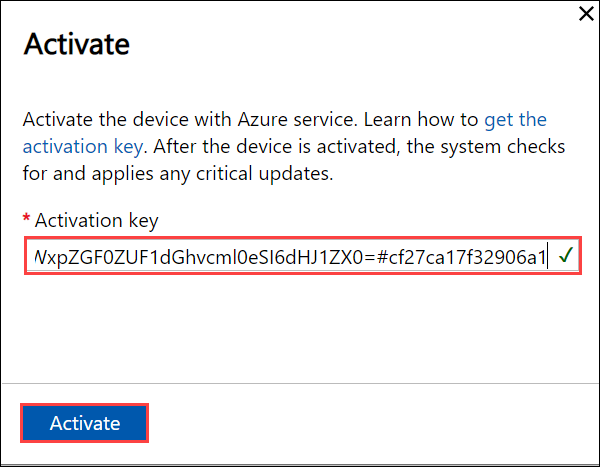 Activate
Activate the device with Azure service. Learn how to get the
activation key. After the device is activated, the system checks
for and applies any critical updates.
* Activation key
WxpZGF0ZUF1dGhvcml0eSI6dHJ1ZX0=#cf27ca17f32906a1
Activate